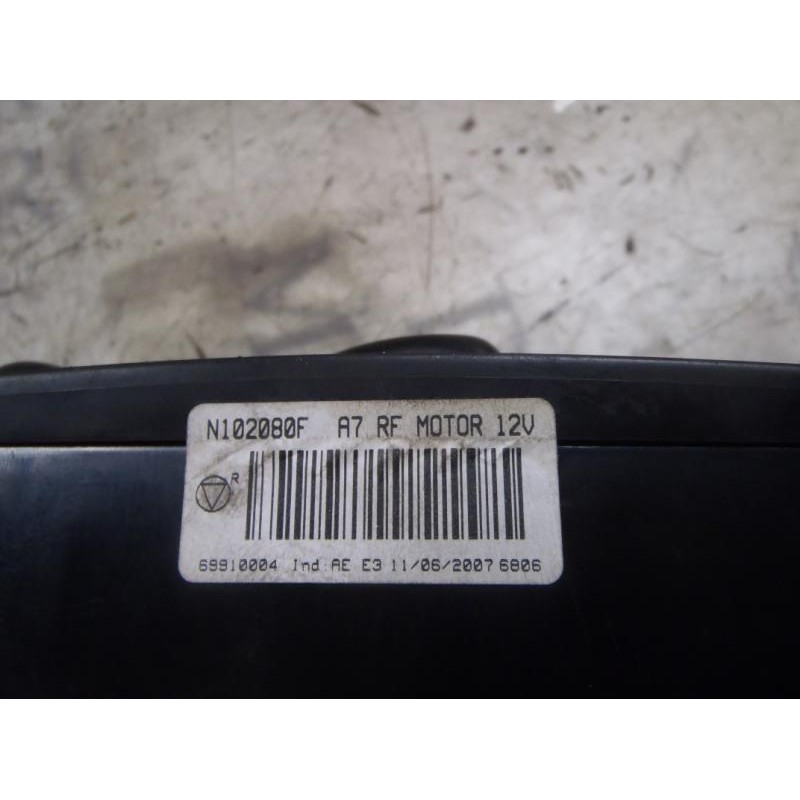 N102080F A7 RF MOTOR 12V
R
69910004 Ind:AE E3 11/06/2007 6806